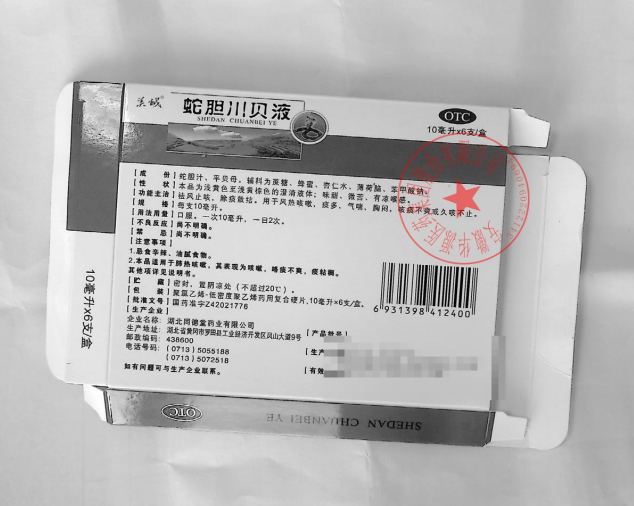 蛇胆川贝液
SHEDAN CHUANBEI YE
OTC
10毫升x6支/盒
[成 份] 蛇胆汁、平贝母。辅料为蔗糖、蜂蜜、杏仁水、薄荷脑、苯甲酸钠。
[性 状] 本品为浅黄色至浅黄棕色的澄清液体；味甜、微苦、有凉喉感。
[功能主治] 祛风止咳，除痰散结。用于风热咳嗽，痰多，气喘，胸闷，咳痰不爽或久咳不止。
[规 格] 每支10毫升。
[用法用量] 口服。一次10毫升，一日2次。
[不良反应] 尚不明确。
[禁 忌] 尚不明确。
[注意事项]
1.忌食辛辣、油腻食物。
2.本品适用于肺热咳嗽，其表现为咳嗽，咯痰不爽，痰粘稠。
其他项详见说明书。
[贮 藏] 密封，置阴凉处（不超过20℃）。
[包 装] 聚氯乙烯-低密度聚乙烯药用复合硬片,10毫升×6支/盒。
[批准文号] 国药准字Z42021776
[生产企业]
企业名称：湖北同德堂药业有限公司
生产地址：湖北省黄冈市罗田县工业经济开发区凤山大道9号
邮政编码：438600
电话号码：(0713) 5055188
(0713) 5072518
如有问题可与生产企业联系。
[产品批号]
[生产
[有效
6 931398 412400
10毫升x6支/盒
OTC
SHEDAN CHUANBEI YE